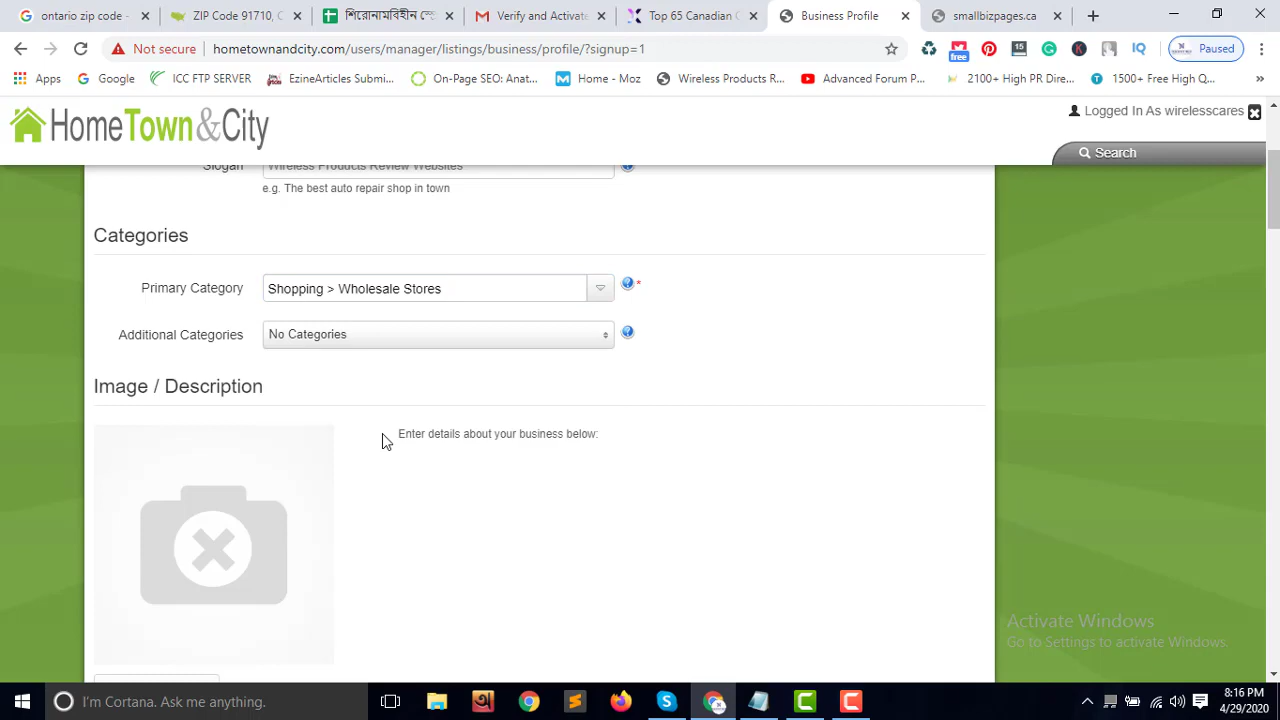 ontario zip code -
ZIP Code 91710, C
শিরোনামবিহীন স্প্রে
Verify and Activate
Top 65 Canadian C
Business Profile
smallbizpages.ca
Not secure
hometownandcity.com/users/manager/listings/business/profile/?signup=1
free
15
IQ
Paused
Apps
Google
ICC FTP SERVER
EzineArticles Submi...
On-Page SEO: Anat...
Home - Moz
Wireless Products R...
Advanced Forum P...
2100+ High PR Dire...
1500+ Free High Q...
HomeTown&City
Logged In As wirelesscares
Search
Slogan
Wireless Products Review Websites
e.g. The best auto repair shop in town
Categories
Primary Category
Shopping > Wholesale Stores
*
Additional Categories
No Categories
Image / Description
Enter details about your business below:
Activate Windows
Go to Settings to activate Windows.
I'm Cortana. Ask me anything.
8:16 PM
4/29/2020